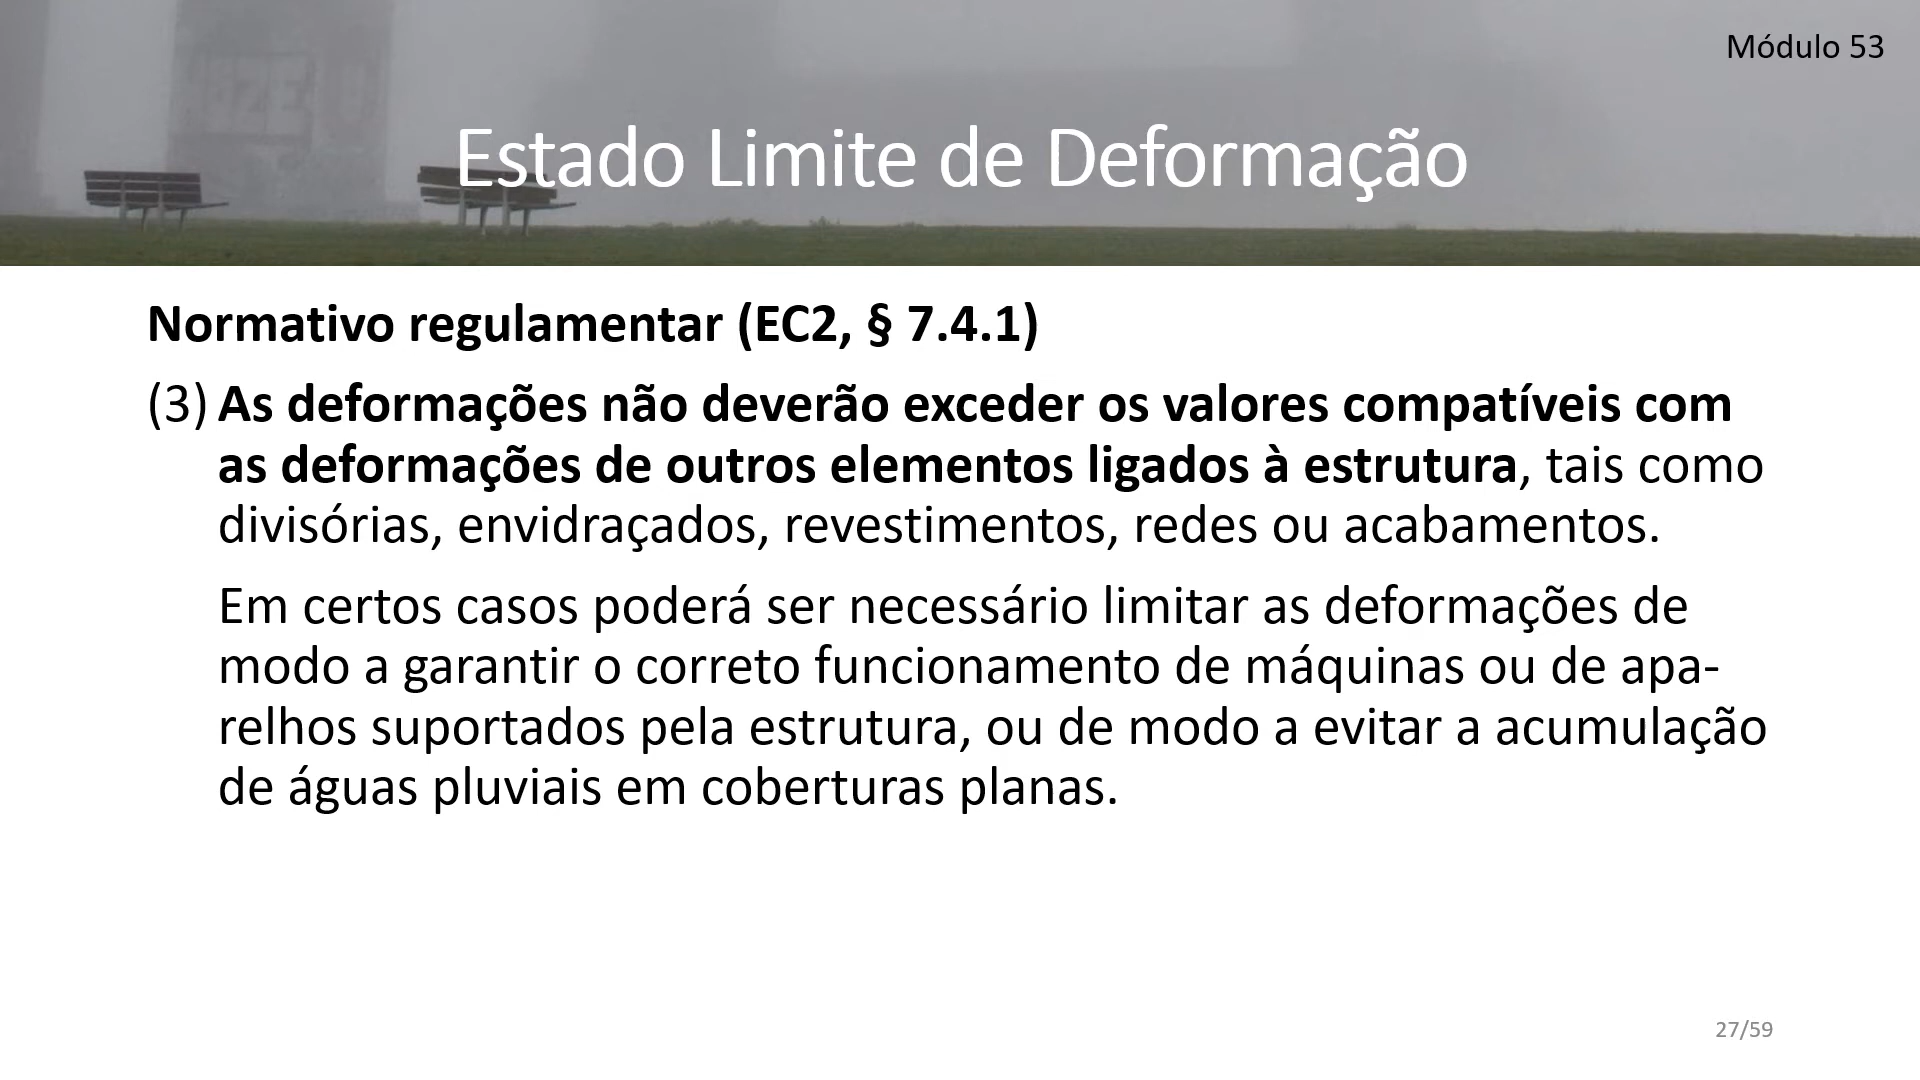 Módulo 53
Estado Limite de Deformação
Normativo regulamentar (EC2, § 7.4.1)
(3) As deformações não deverão exceder os valores compatíveis com
as deformações de outros elementos ligados à estrutura, tais como
divisórias, envidraçados, revestimentos, redes ou acabamentos.
Em certos casos poderá ser necessário limitar as deformações de
modo a garantir o correto funcionamento de máquinas ou de apa-
relhos suportados pela estrutura, ou de modo a evitar a acumulação
de águas pluviais em coberturas planas.
27/59